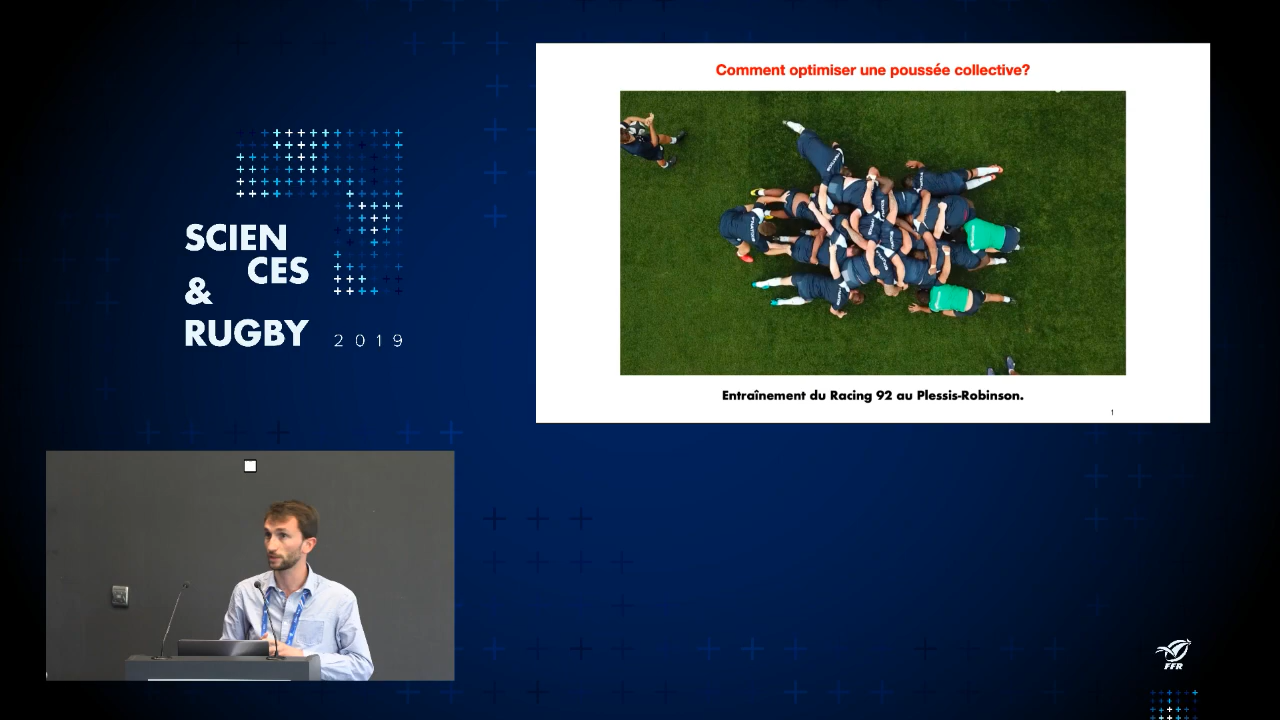 Comment optimiser une poussée collective?
SCIEN
CES
&
RUGBY 2019
Entraînement du Racing 92 au Plessis-Robinson.
1
FFR